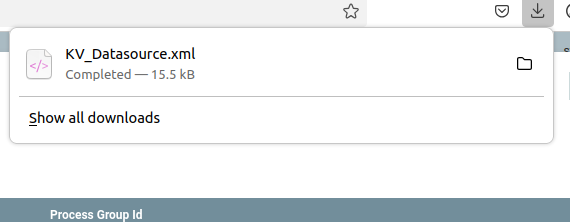 KV_Datasource.xml
Completed — 15.5 kB
Show all downloads
Process Group Id